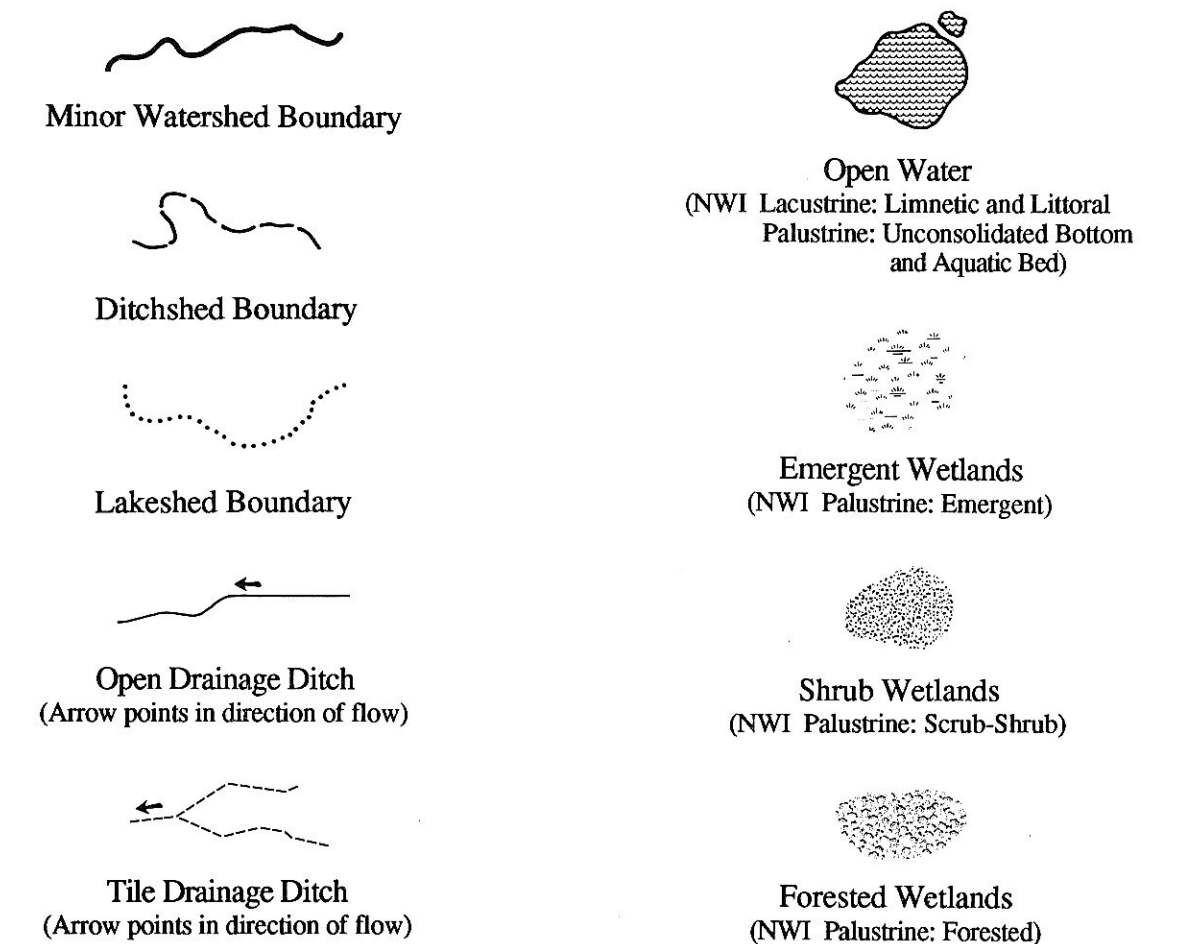 Minor Watershed Boundary
Ditchshed Boundary
Lakeshed Boundary
Open Drainage Ditch
(Arrow points in direction of flow)
Tile Drainage Ditch
(Arrow points in direction of flow)
Open Water
(NWI Lacustrine: Limnetic and Littoral
Palustrine: Unconsolidated Bottom
and Aquatic Bed)
Emergent Wetlands
(NWI Palustrine: Emergent)
Shrub Wetlands
(NWI Palustrine: Scrub-Shrub)
Forested Wetlands
(NWI Palustrine: Forested)